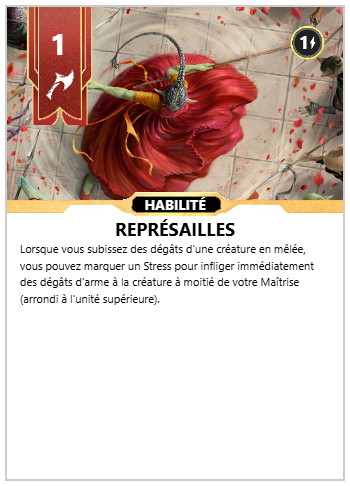 1
1
HABILITÉ
REPRÉSAILLES
Lorsque vous subissez des dégâts d'une créature en mêlée,
vous pouvez marquer un Stress pour infliger immédiatement
des dégâts d'arme à la créature à moitié de votre Maîtrise
(arrondi à l'unité supérieure).